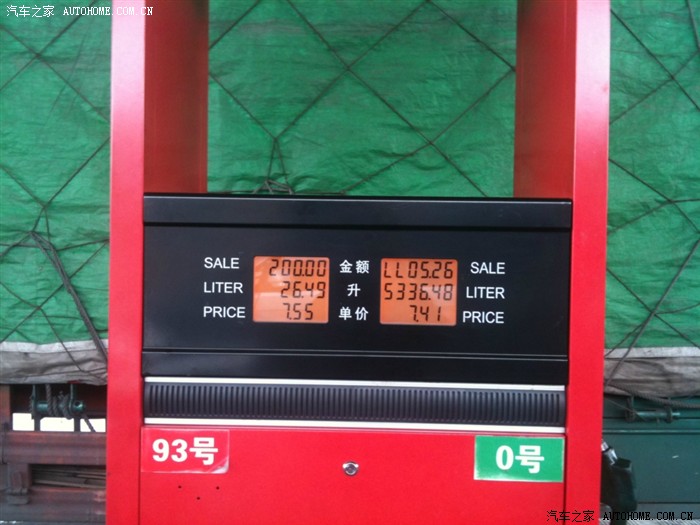 汽车之家 AUTOHOME.COM.CN
SALE 200.00 金额 LL05.26 SALE
LITER 26.49 升 5336.48 LITER
PRICE 7.55 单价 7.41 PRICE
93号 0号
汽车之家 AUTOHOME.COM.CN